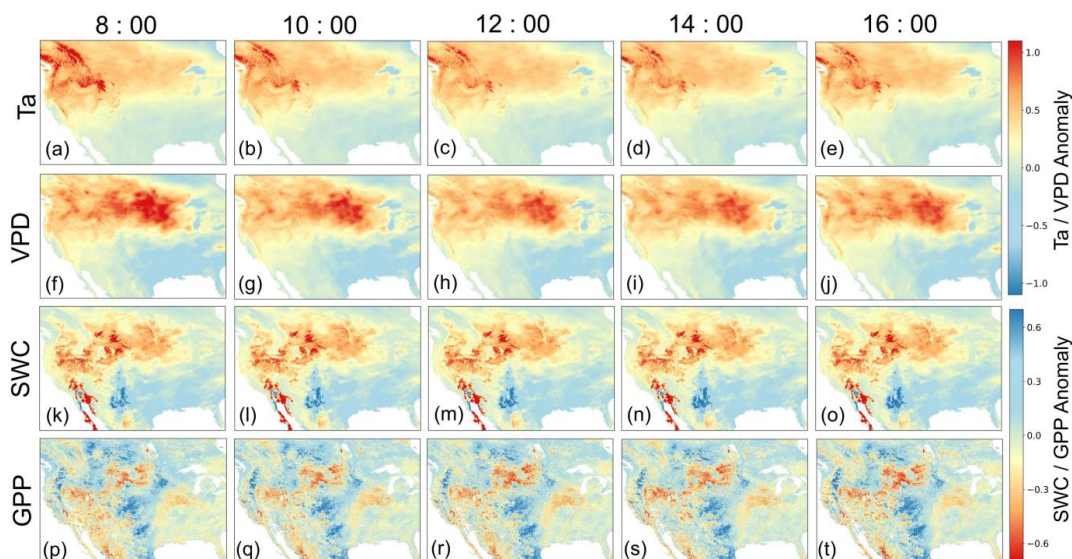 8 : 00 10 : 00 12 : 00 14 : 00 16 : 00
Ta
(a) (b) (c) (d) (e)
1.0
0.5
0.0
−0.5
−1.0
Ta / VPD Anomaly
VPD
(f) (g) (h) (i) (j)
SWC
(k) (l) (m) (n) (o)
0.6
0.3
0.0
−0.3
−0.6
SWC / GPP Anomaly
GPP
(p) (q) (r) (s) (t)